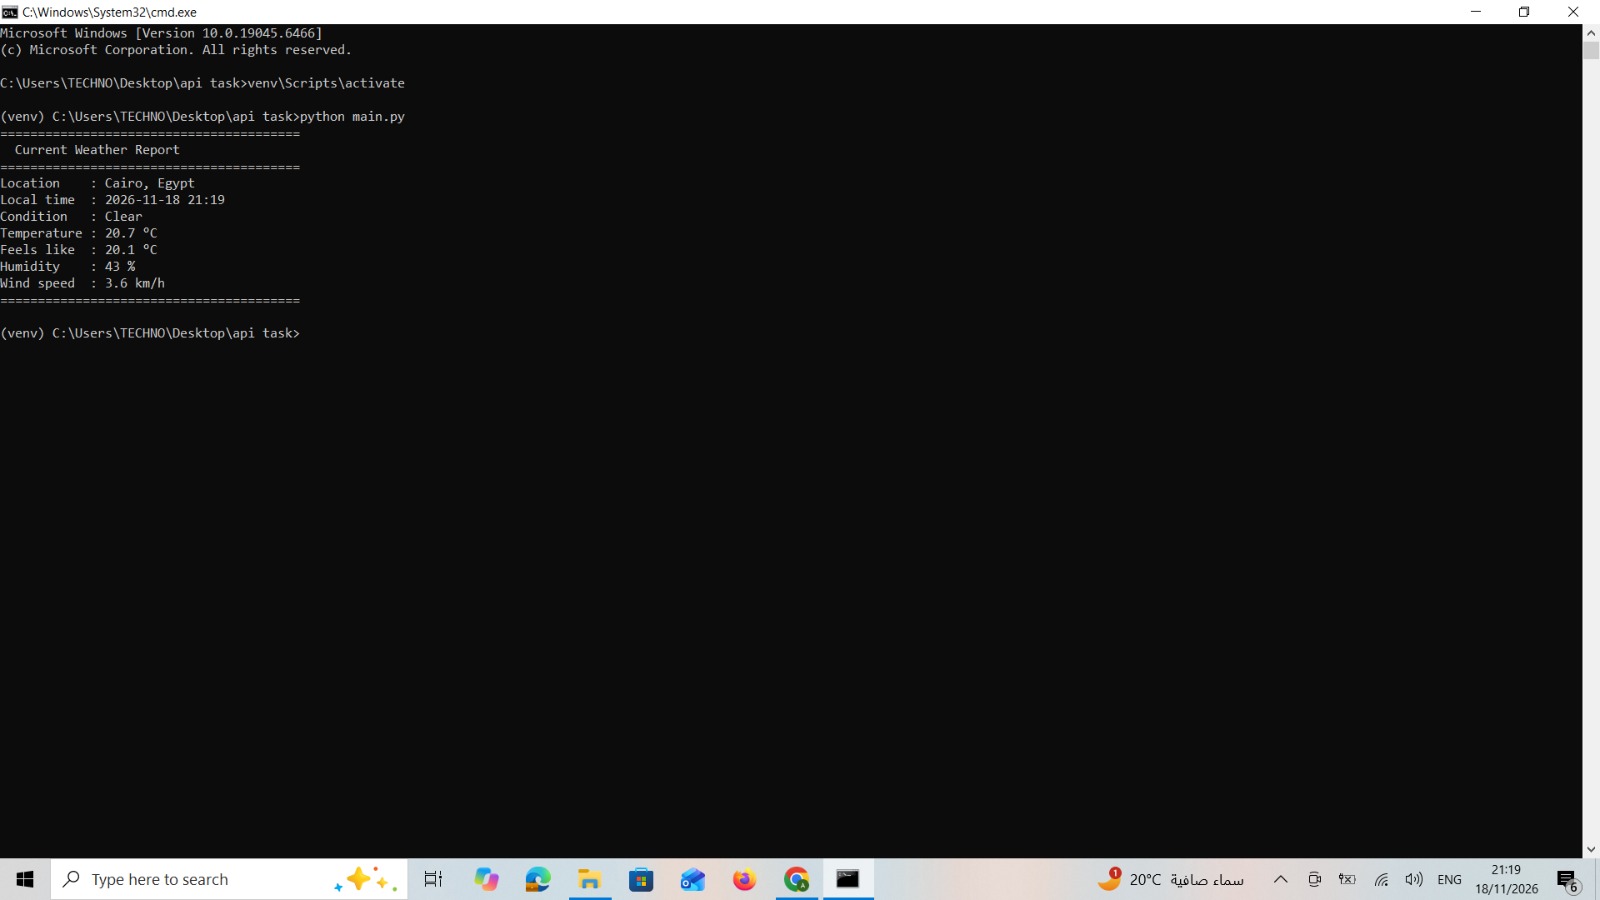 C:\Windows\System32\cmd.exe
Microsoft Windows [Version 10.0.19045.6466]
(c) Microsoft Corporation. All rights reserved.
C:\Users\TECHNO\Desktop\api task>venv\Scripts\activate
(venv) C:\Users\TECHNO\Desktop\api task>python main.py
========================================
  Current Weather Report
========================================
Location    : Cairo, Egypt
Local time  : 2026-11-18 21:19
Condition   : Clear
Temperature : 20.7 °C
Feels like  : 20.1 °C
Humidity    : 43 %
Wind speed  : 3.6 km/h
========================================
(venv) C:\Users\TECHNO\Desktop\api task>
Type here to search
1
20°C سماء صافية
ENG
21:19
18/11/2026
6